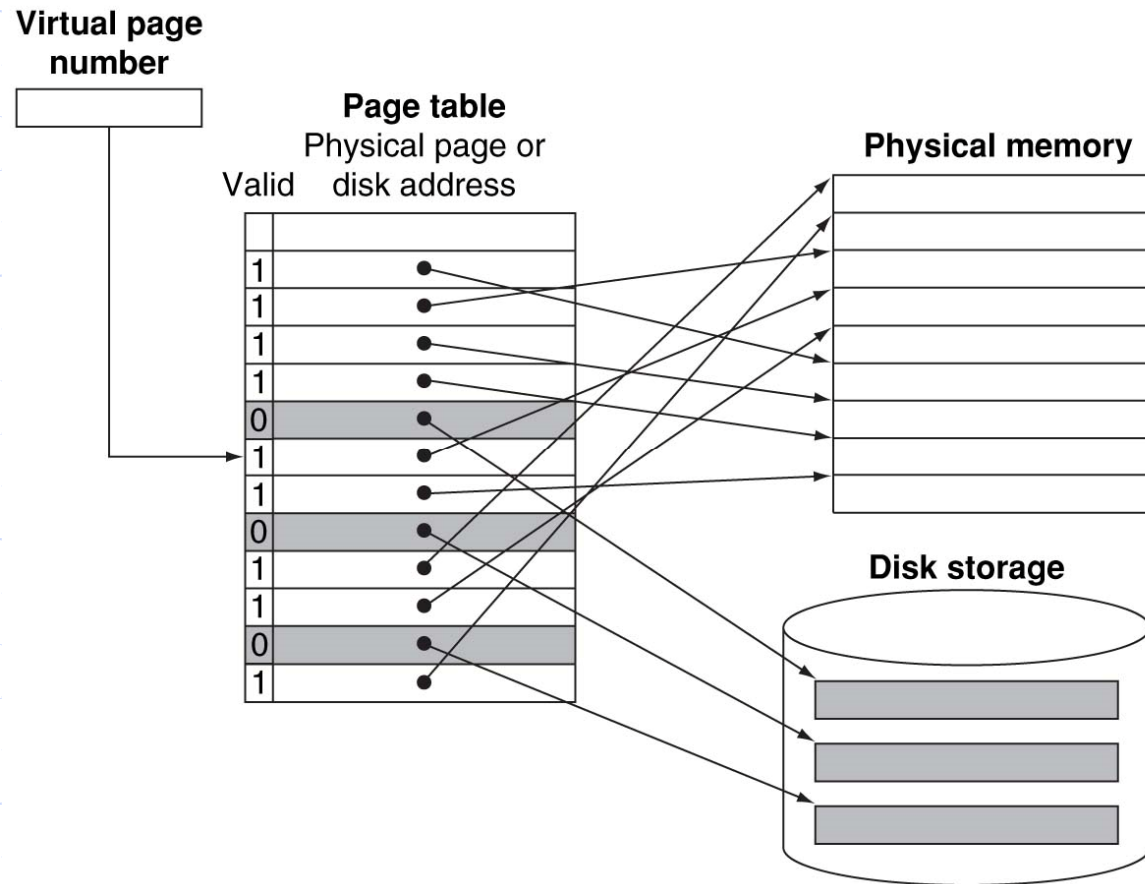 Virtual page
number
Page table
Physical page or
Valid disk address
Physical memory
1
1
1
1
0
1
1
0
1
1
0
1
Disk storage